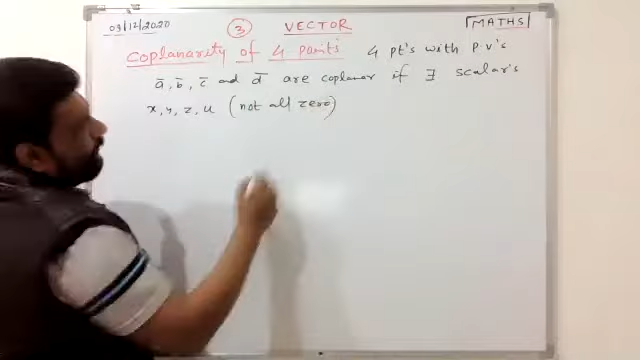 03/12/2020 3 VECTOR MATHS
Coplanarity of 4 points 4 pt's with p.v's
a̅, b̅, c̅ and d̅ are coplanar if ∃ scalar's
x, y, z, u (not all zero)